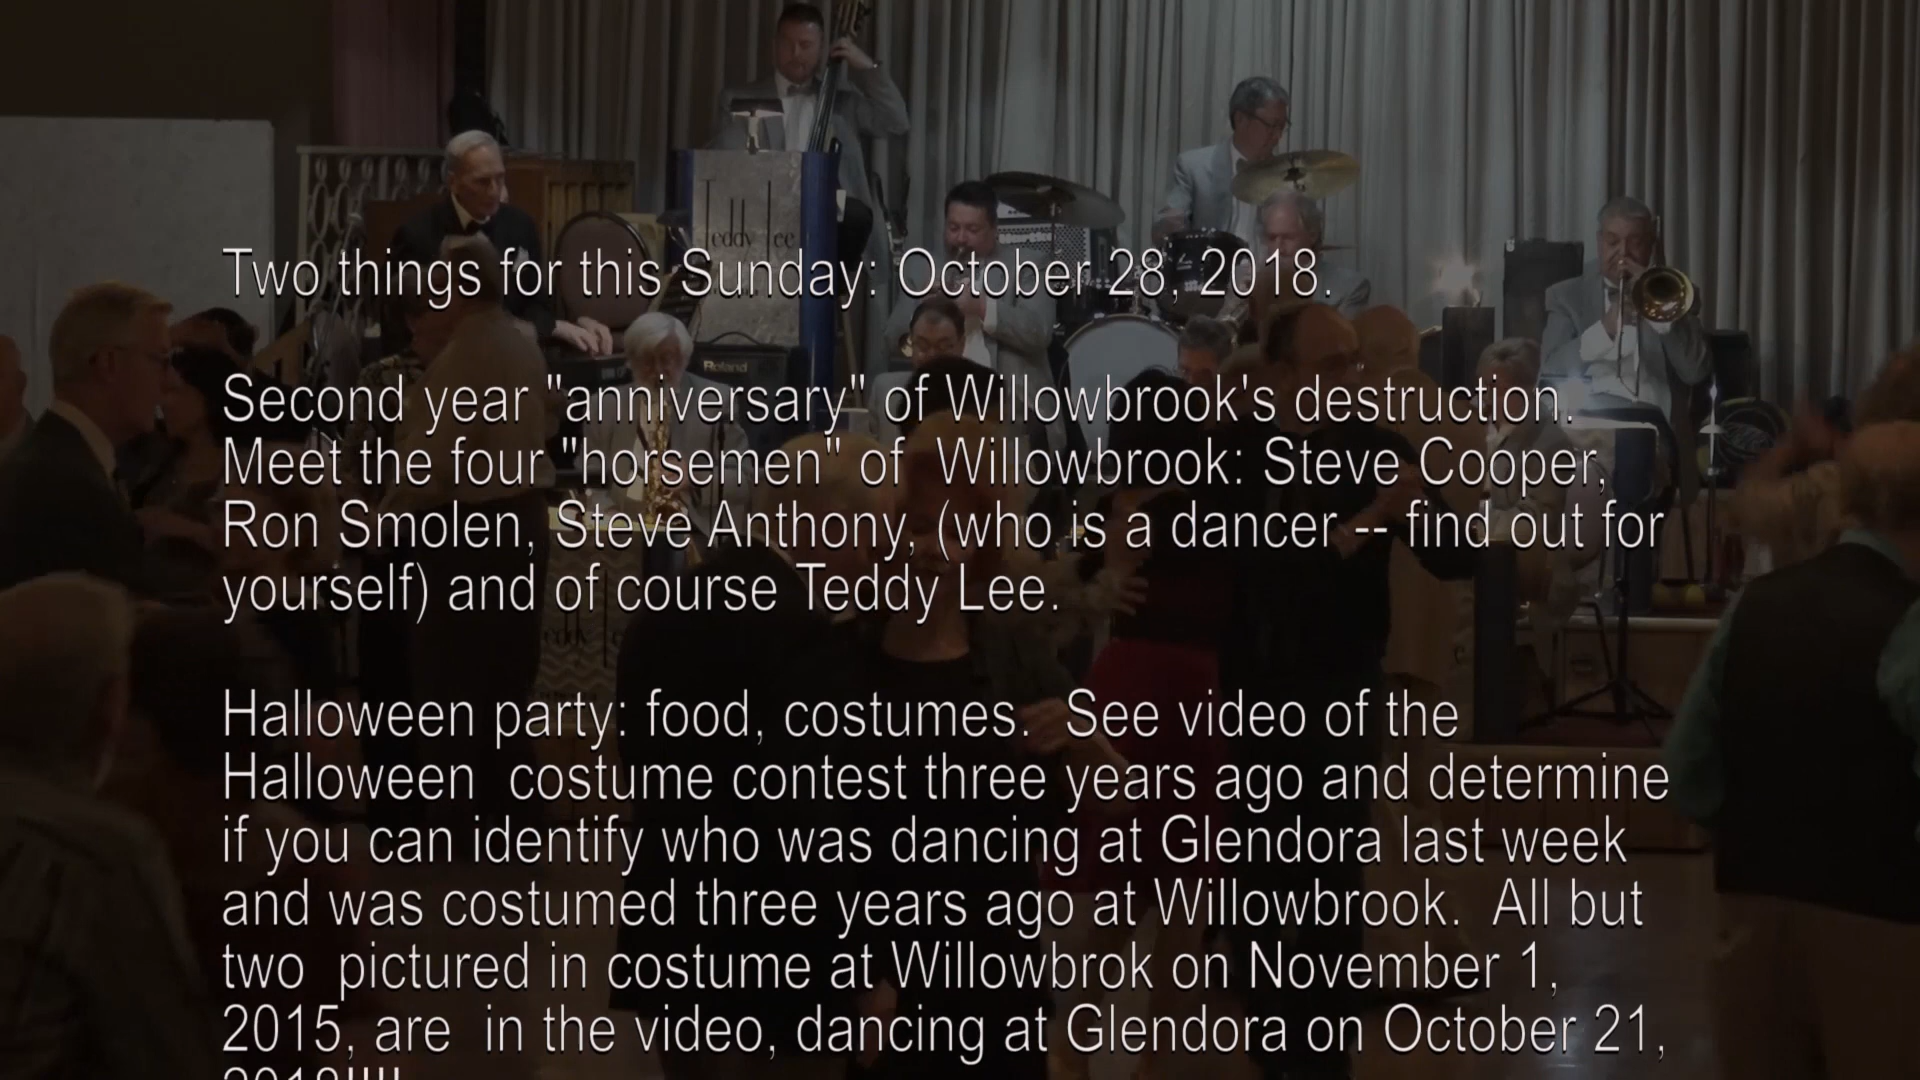 Teddy Lee
Roland
Two things for this Sunday: October 28, 2018.
Second year "anniversary" of Willowbrook's destruction.
Meet the four "horsemen" of Willowbrook: Steve Cooper,
Ron Smolen, Steve Anthony, (who is a dancer -- find out for
yourself) and of course Teddy Lee.
Halloween party: food, costumes. See video of the
Halloween costume contest three years ago and determine
if you can identify who was dancing at Glendora last week
and was costumed three years ago at Willowbrook. All but
two pictured in costume at Willowbrok on November 1,
2015, are in the video, dancing at Glendora on October 21,